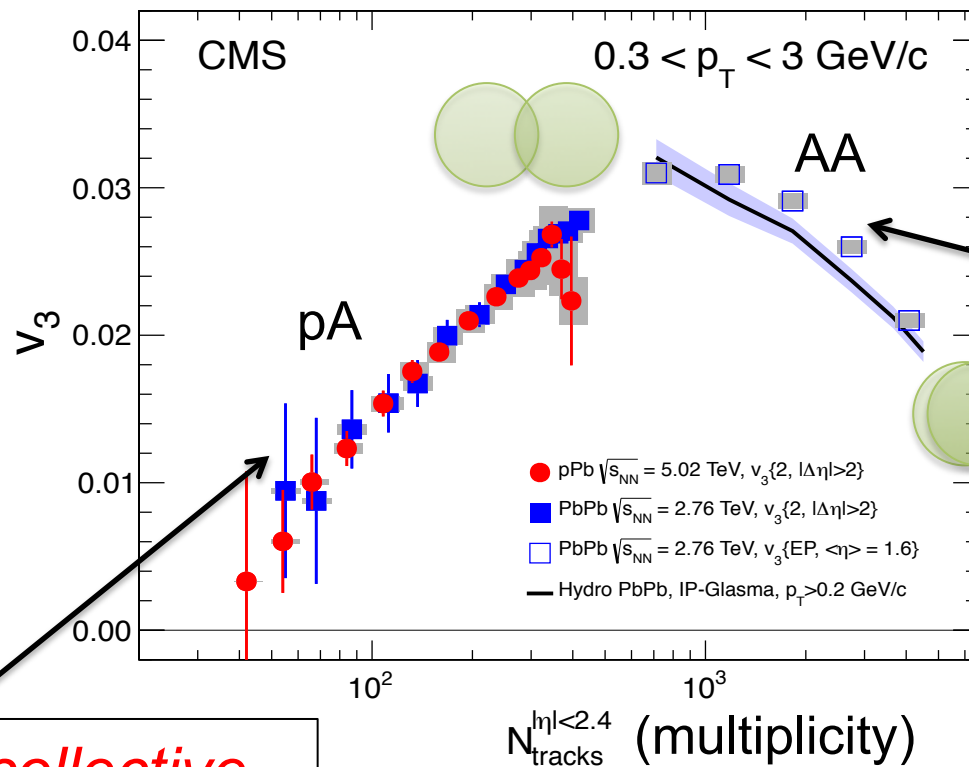 CMS
0.3 < p_T < 3 GeV/c
AA
pA
v_3
0.04
0.03
0.02
0.01
0.00
pPb √s_NN = 5.02 TeV, v_3{2, |Δη|>2}
PbPb √s_NN = 2.76 TeV, v_3{2, |Δη|>2}
PbPb √s_NN = 2.76 TeV, v_3{EP, <η> = 1.6}
Hydro PbPb, IP-Glasma, p_T>0.2 GeV/c
10^2
10^3
N_tracks^|η|<2.4 (multiplicity)
collective